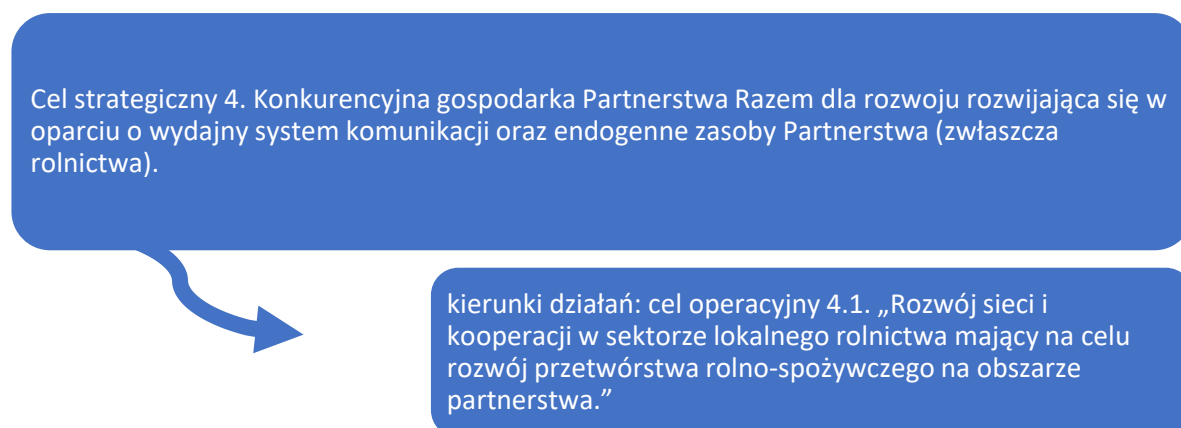 Cel strategiczny 4. Konkurencyjna gospodarka Partnerstwa Razem dla rozwoju rozwijająca się w
oparciu o wydajny system komunikacji oraz endogenne zasoby Partnerstwa (zwłaszcza
rolnictwa).
kierunki działań: cel operacyjny 4.1. „Rozwój sieci i
kooperacji w sektorze lokalnego rolnictwa mający na celu
rozwój przetwórstwa rolno-spożywczego na obszarze
partnerstwa.”